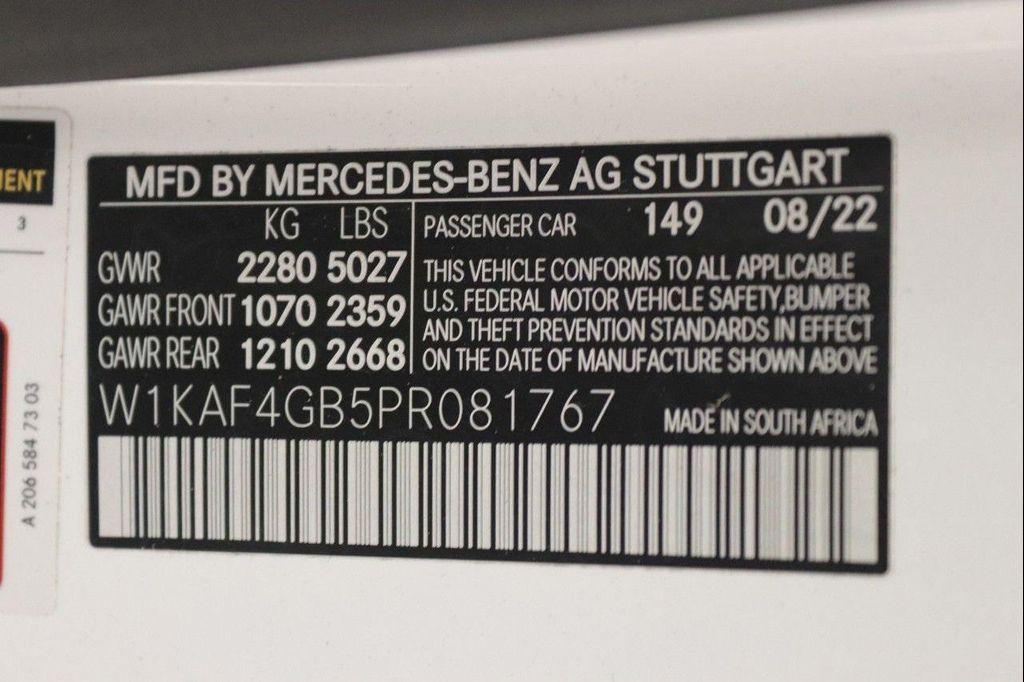 MFD BY MERCEDES-BENZ AG STUTTGART
KG LBS
GVWR 2280 5027
GAWR FRONT 1070 2359
GAWR REAR 1210 2668
PASSENGER CAR 149 08/22
THIS VEHICLE CONFORMS TO ALL APPLICABLE
U.S. FEDERAL MOTOR VEHICLE SAFETY,BUMPER
AND THEFT PREVENTION STANDARDS IN EFFECT
ON THE DATE OF MANUFACTURE SHOWN ABOVE
W1KAF4GB5PR081767
MADE IN SOUTH AFRICA
3
A 206 584 73 03